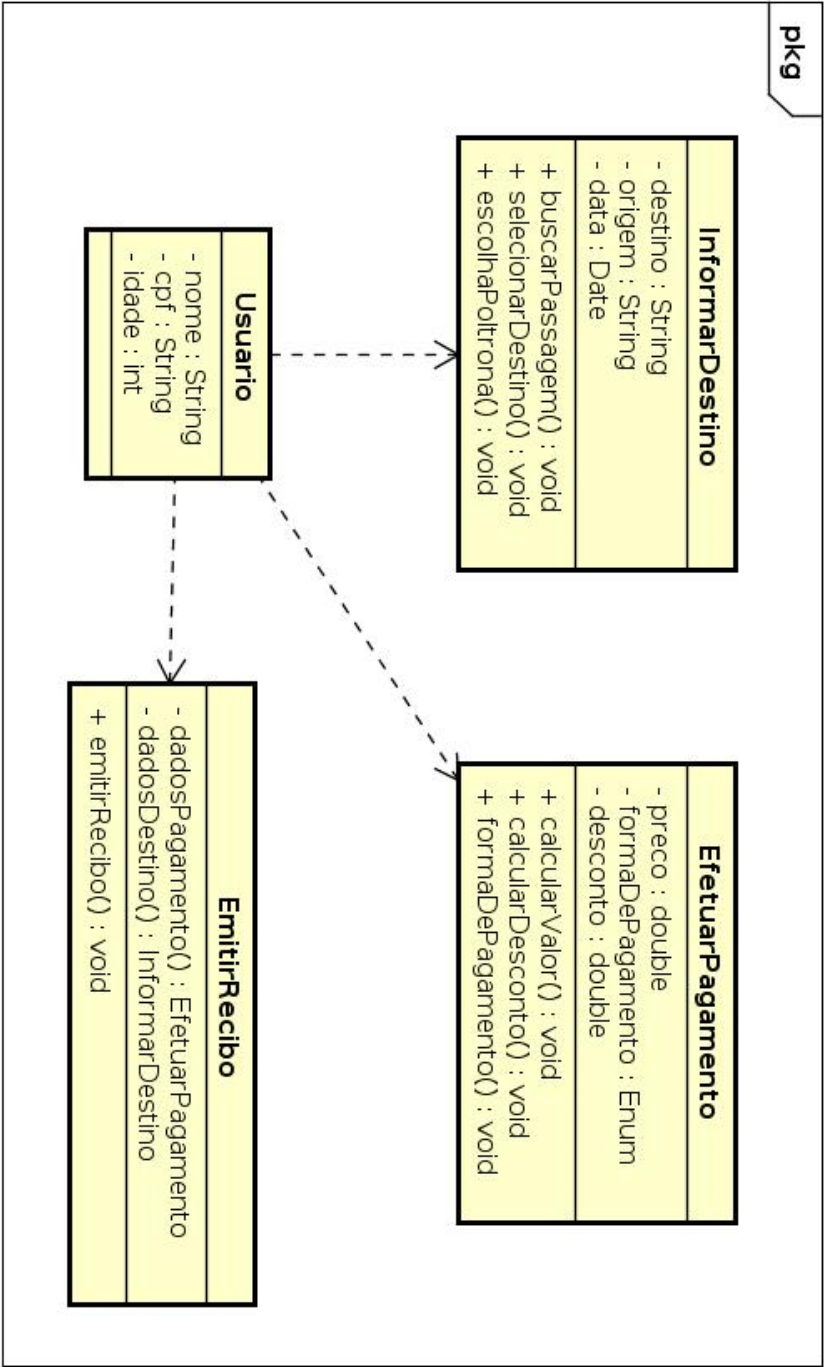 pkg
InformarDestino
- destino : String
- origem : String
- data : Date
+ buscarPassagem() : void
+ selecionarDestino() : void
+ escolhaPoltrona() : void
EfetuarPagamento
- preco : double
- formaDePagamento : Enum
- desconto : double
+ calcularValor() : void
+ calcularDesconto() : void
+ formaDePagamento() : void
Usuario
- nome : String
- cpf : String
- idade : int
EmitirRecibo
- dadosPagamento() : EfetuarPagamento
- dadosDestino() : InformarDestino
+ emitirRecibo() : void